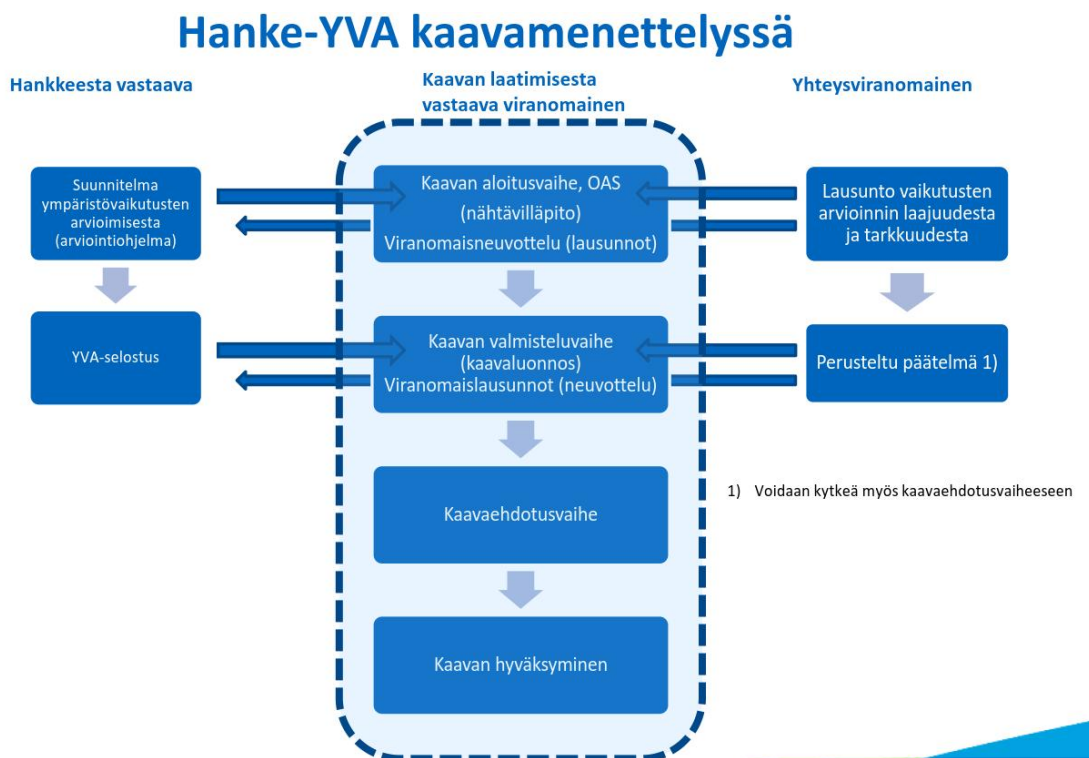 Hanke-YVA kaavamenettelyssä
Hankkeesta vastaava
Kaavan laatimisesta
vastaava viranomainen
Yhteysviranomainen
Suunnitelma
ympäristövaikutusten
arvioimisesta
(arviointiohjelma)
Kaavan aloitusvaihe, OAS
(nähtävilläpito)
Viranomaisneuvottelu (lausunnot)
Lausunto vaikutusten
arvioinnin laajuudesta
ja tarkkuudesta
YVA-selostus
Kaavan valmisteluvaihe
(kaavaluonnos)
Viranomaislausunnot (neuvottelu)
Perusteltu päätelmä 1)
Kaavaehdotusvaihe
1) Voidaan kytkeä myös kaavaehdotusvaiheeseen
Kaavan hyväksyminen